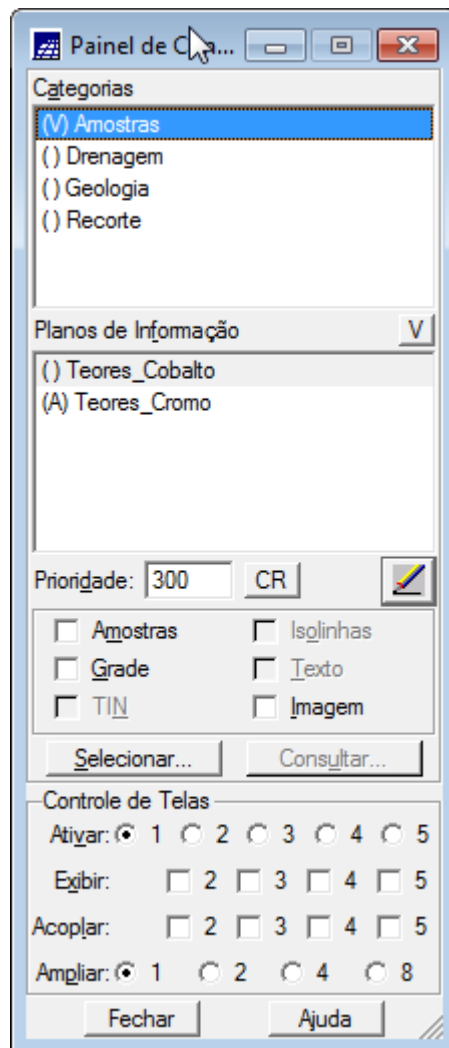 Painel de C a...
Categorias
(V) Amostras
( ) Drenagem
( ) Geologia
( ) Recorte
Planos de Informação V
( ) Teores_Cobalto
(A) Teores_Cromo
Prioridade: 300 CR
Amostras Isolinhas
Grade Texto
TIN Imagem
Selecionar... Consultar...
Controle de Telas
Ativar: 1 2 3 4 5
Exibir: 2 3 4 5
Acoplar: 2 3 4 5
Ampliar: 1 2 4 8
Fechar Ajuda